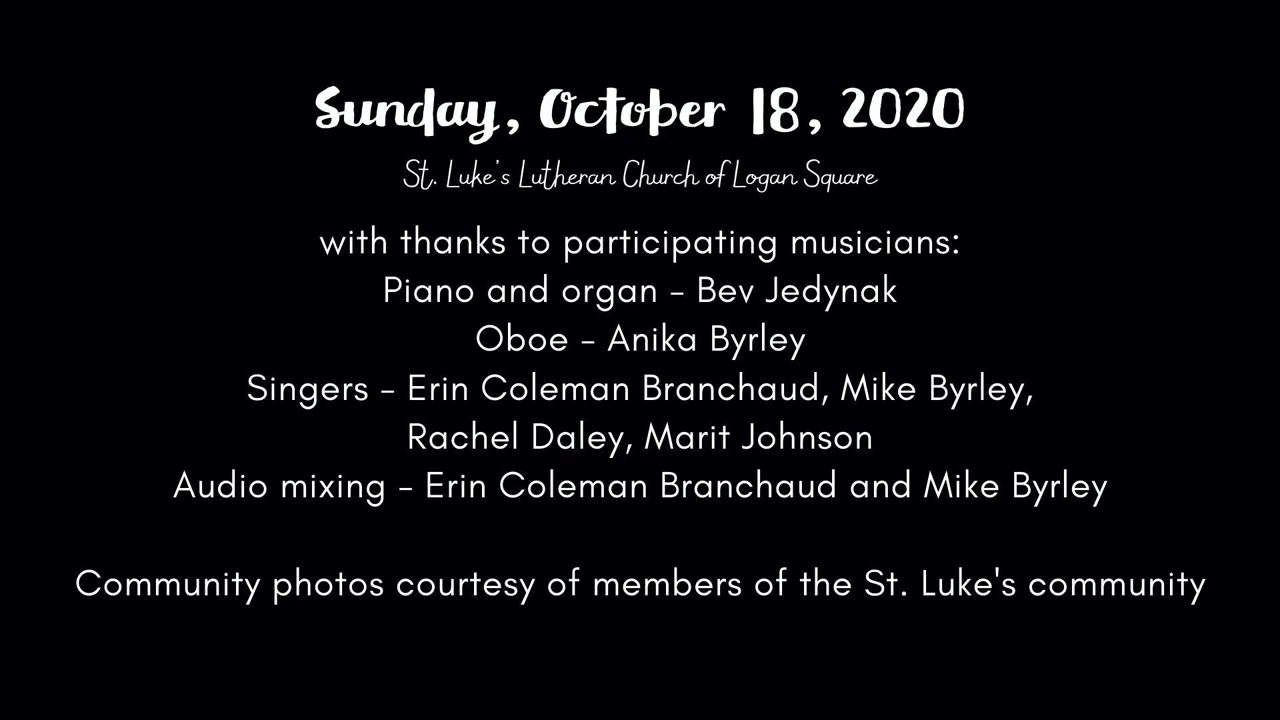 Sunday, October 18, 2020
St. Luke's Lutheran Church of Logan Square
with thanks to participating musicians:
Piano and organ - Bev Jedynak
Oboe - Anika Byrley
Singers - Erin Coleman Branchaud, Mike Byrley,
Rachel Daley, Marit Johnson
Audio mixing - Erin Coleman Branchaud and Mike Byrley
Community photos courtesy of members of the St. Luke's community